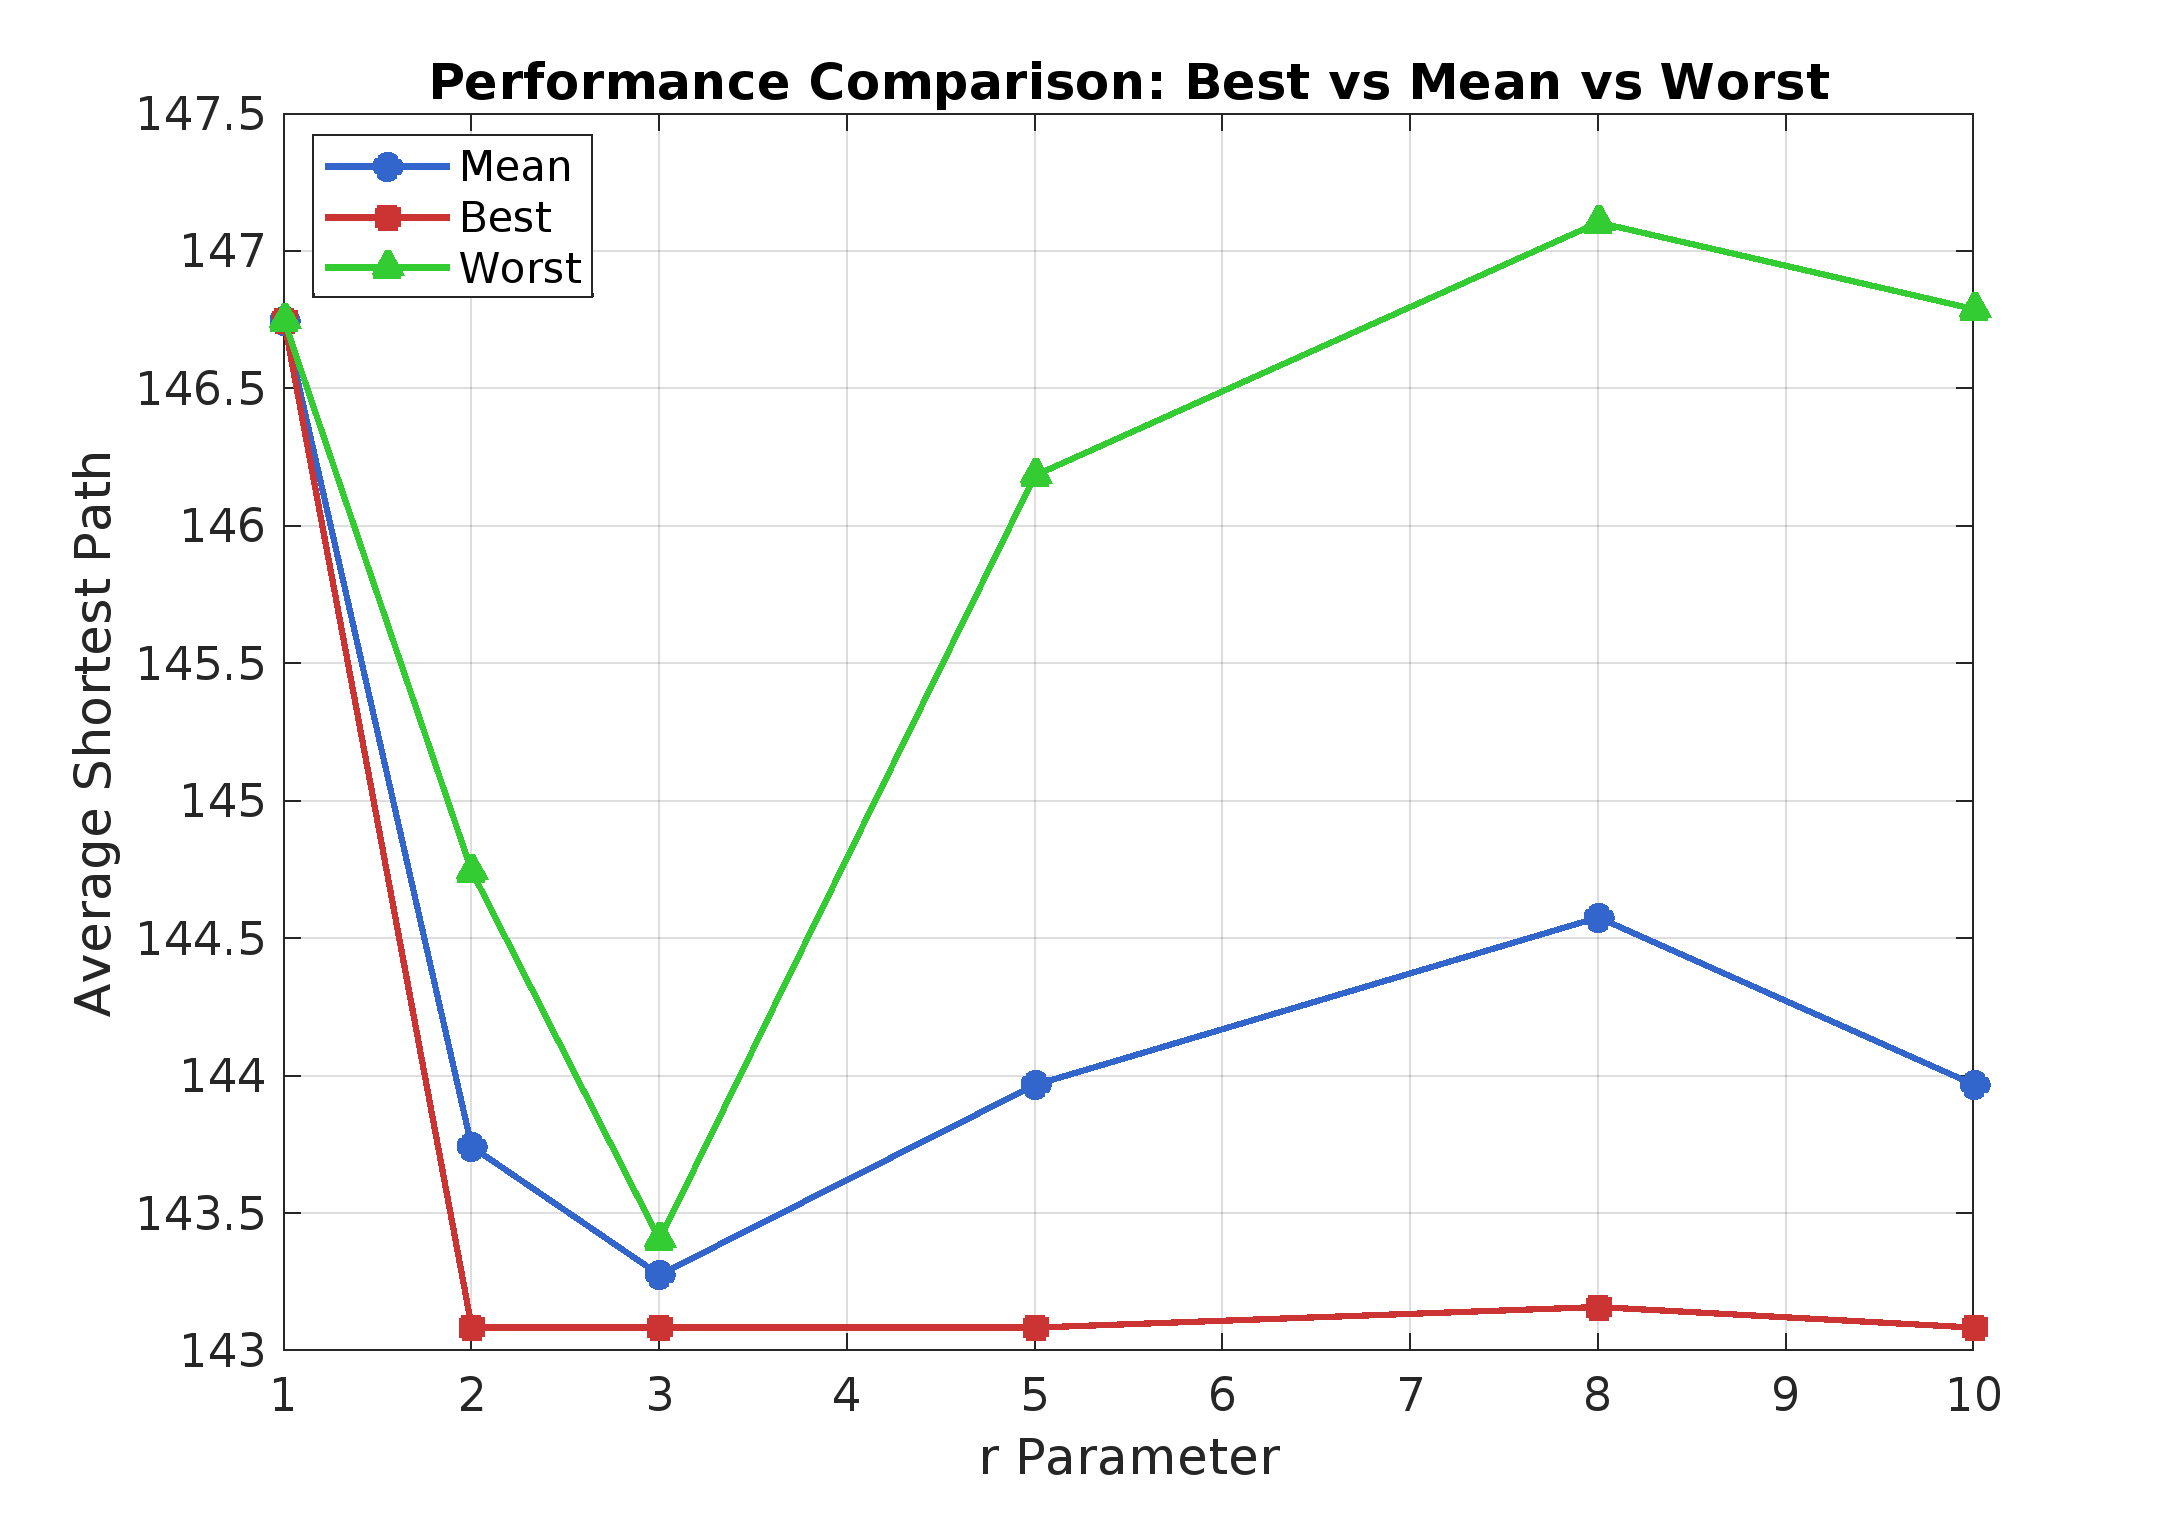 Performance Comparison: Best vs Mean vs Worst
Mean
Best
Worst
Average Shortest Path
147.5
147
146.5
146
145.5
145
144.5
144
143.5
143
1 2 3 4 5 6 7 8 9 10
r Parameter